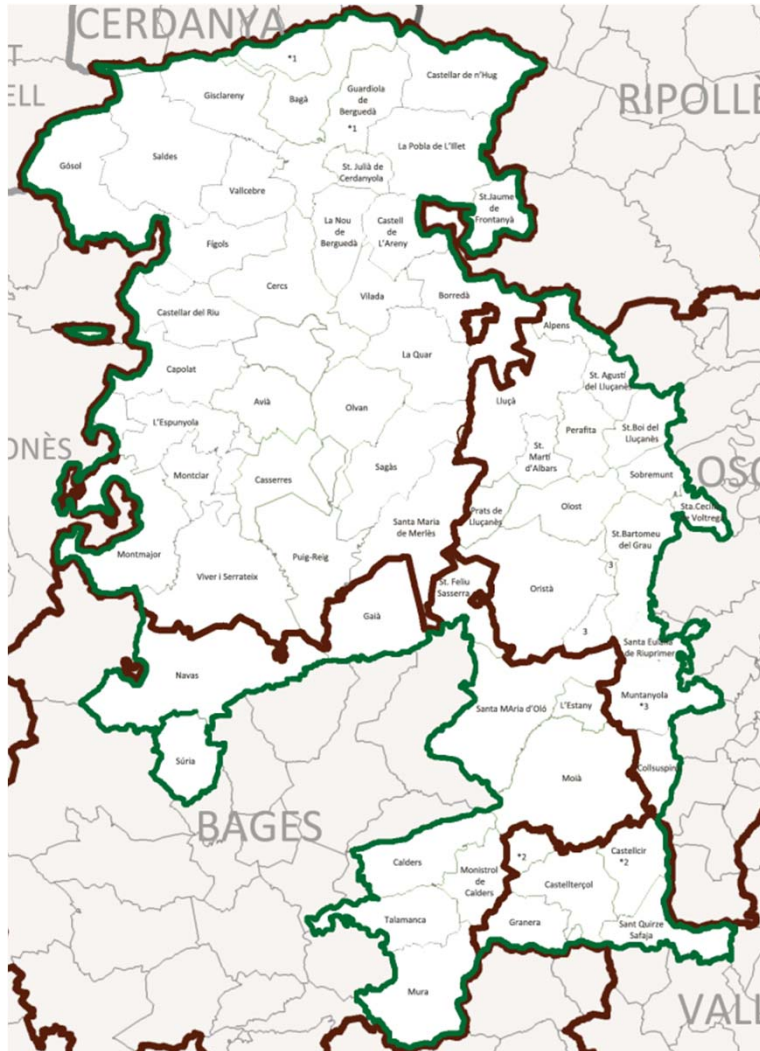 CERDANYA
*1
ELL
Gisclareny
Bagà
Guardiola
de
Berguedà
*1
Castellar de n'Hug
RIPOLLÈ
Gósol
Saldes
La Pobla de L'Illet
St. Julià de
Cerdanyola
Vallcebre
St.Jaume
de
Frontanyà
La Nou
de
Berguedà
Castell
de
L'Areny
Fígols
Cercs
Vilada
Borredà
Castellar del Riu
Alpens
Capolat
La Quar
St. Agustí
del Lluçanès
Lluçà
Avià
Olvan
L'Espunyola
Perafita
St.Boi del
Lluçanès
ONÈS
St.
Martí
d'Albars
Montclar
Casserres
Sagàs
Sobremunt
OSO
Prats de
Lluçanès
Olost
Sta.Cecília
de Voltregà
Santa Maria
de Merlès
St.Bartomeu
del Grau
Montmajor
Puig-Reig
Viver i Serrateix
3
St. Feliu
Sasserra
Oristà
Gaià
3
Santa Eulàlia
de Riuprimer
Navas
Muntanyola
*3
Santa MAria d'Oló
L'Estany
Súria
Moià
Collsuspina
BAGES
Calders
*2
Castellcir
*2
Monistrol
de
Calders
Castellterçol
Talamanca
Granera
Sant Quirze
Safaja
Mura
VALL